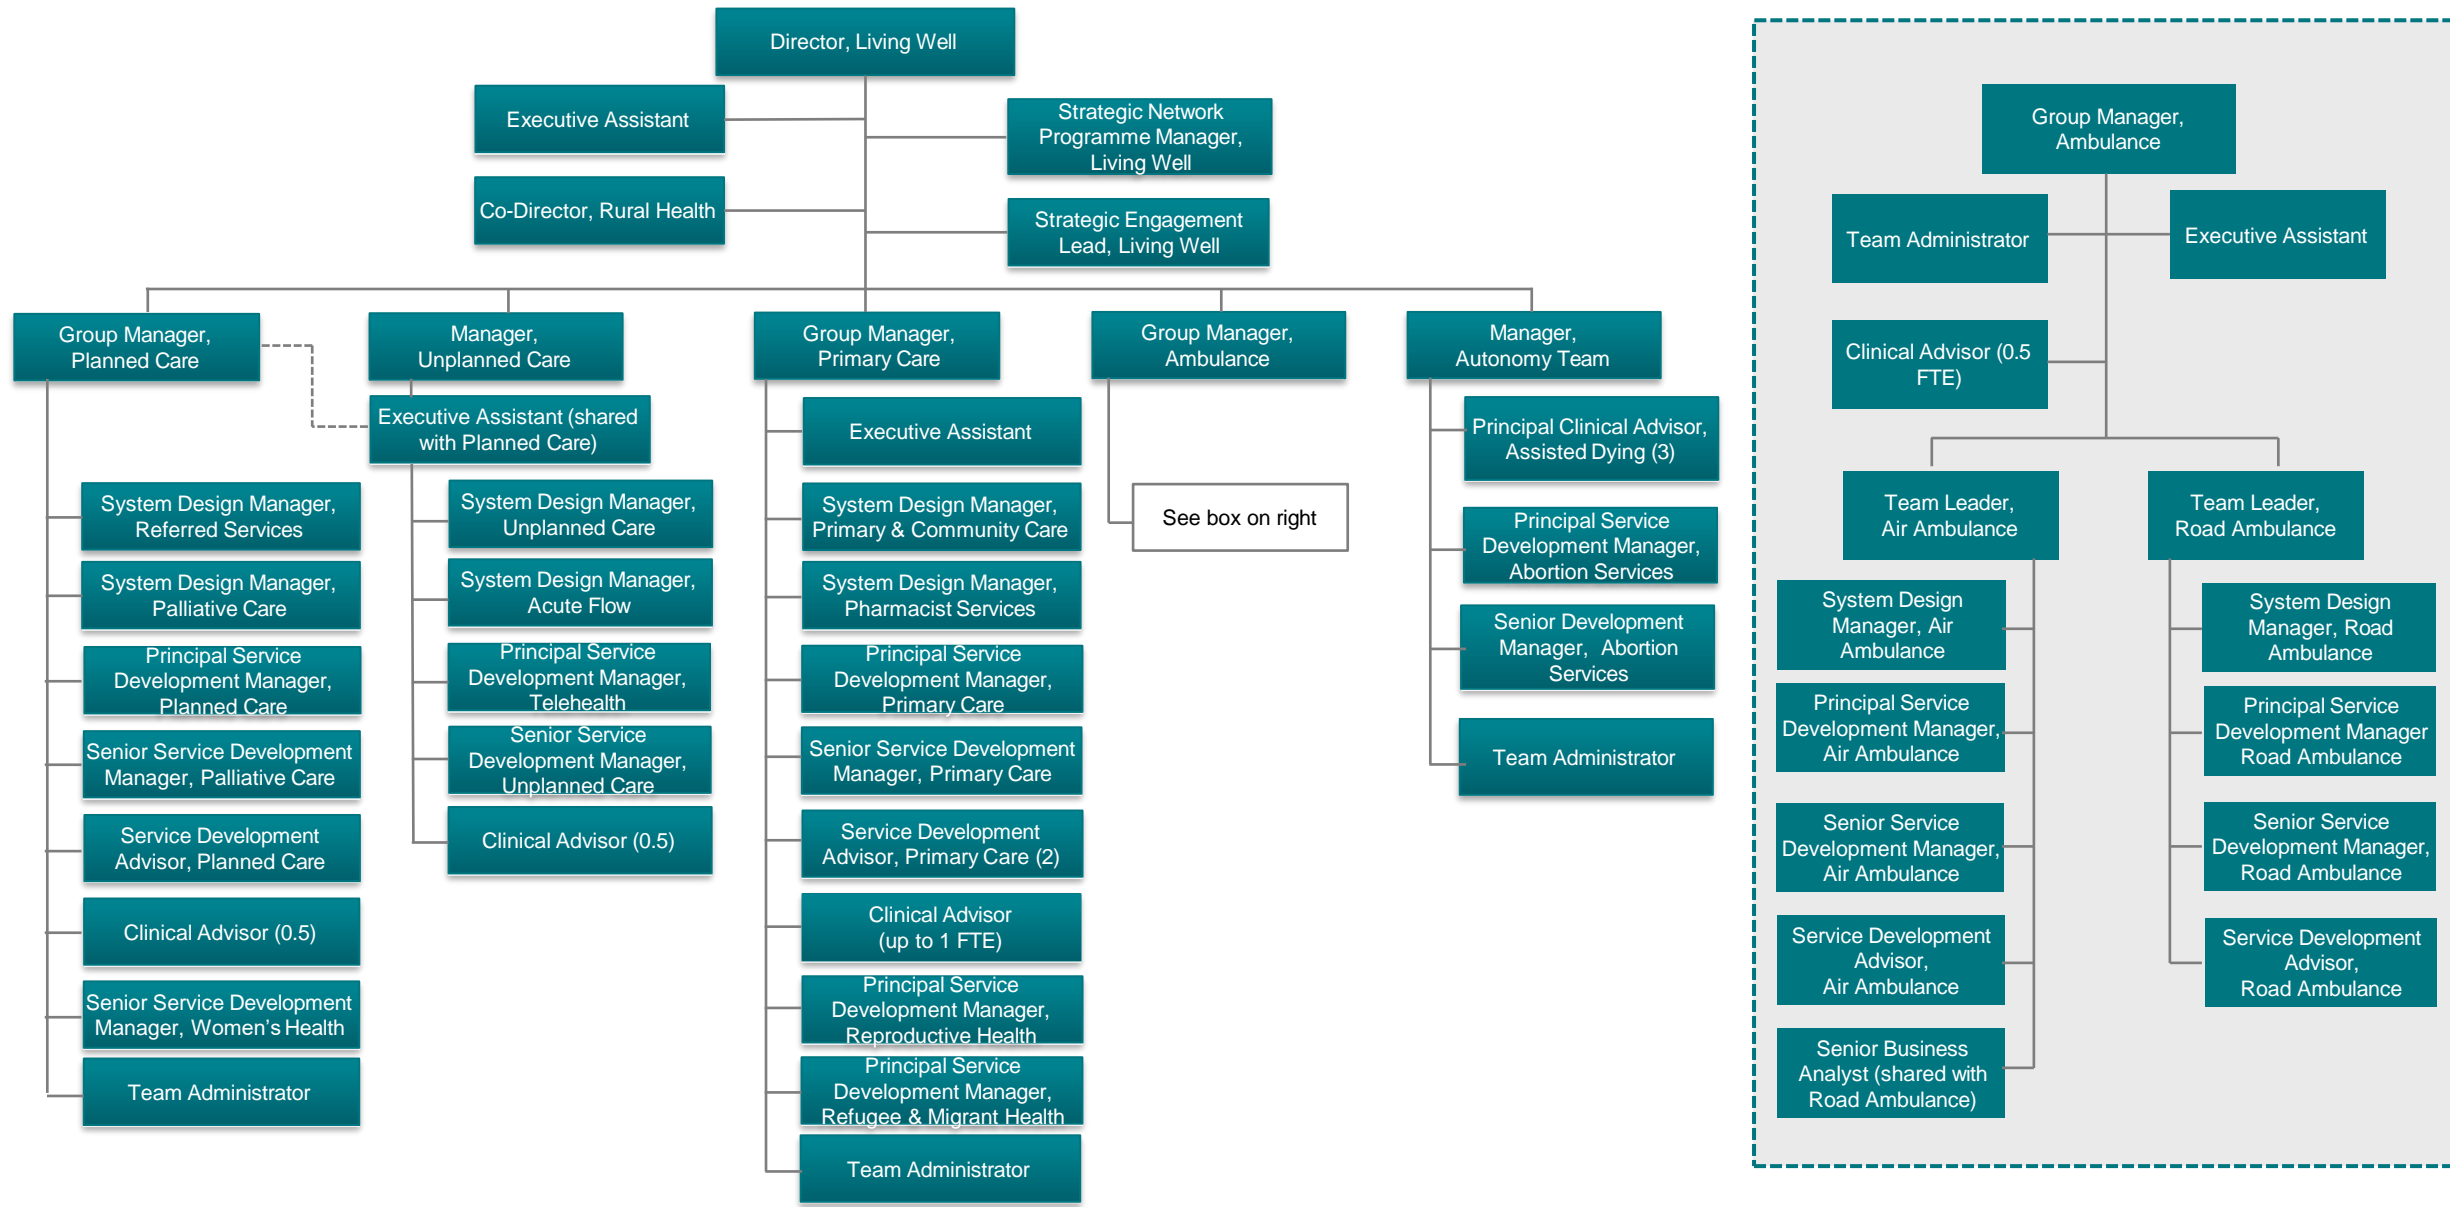 Director, Living Well
Executive Assistant
Strategic Network
Programme Manager,
Living Well
Co-Director, Rural Health
Strategic Engagement
Lead, Living Well
Group Manager,
Planned Care
Manager,
Unplanned Care
Group Manager,
Primary Care
Group Manager,
Ambulance
Manager,
Autonomy Team
Executive Assistant (shared
with Planned Care)
System Design Manager,
Referred Services
System Design Manager,
Palliative Care
Principal Service
Development Manager,
Planned Care
Senior Service Development
Manager, Palliative Care
Service Development
Advisor, Planned Care
Clinical Advisor (0.5)
Senior Service Development
Manager, Women’s Health
Team Administrator
System Design Manager,
Unplanned Care
System Design Manager,
Acute Flow
Principal Service
Development Manager,
Telehealth
Senior Service
Development Manager,
Unplanned Care
Clinical Advisor (0.5)
Executive Assistant
System Design Manager,
Primary & Community Care
System Design Manager,
Pharmacist Services
Principal Service
Development Manager,
Primary Care
Senior Service Development
Manager, Primary Care
Service Development
Advisor, Primary Care (2)
Clinical Advisor
(up to 1 FTE)
Principal Service
Development Manager,
Reproductive Health
Principal Service
Development Manager,
Refugee & Migrant Health
Team Administrator
See box on right
Principal Clinical Advisor,
Assisted Dying (3)
Principal Service
Development Manager,
Abortion Services
Senior Development
Manager, Abortion
Services
Team Administrator
Group Manager,
Ambulance
Team Administrator
Executive Assistant
Clinical Advisor (0.5
FTE)
Team Leader,
Air Ambulance
Team Leader,
Road Ambulance
System Design
Manager, Air
Ambulance
Principal Service
Development Manager,
Air Ambulance
Senior Service
Development Manager,
Air Ambulance
Service Development
Advisor,
Air Ambulance
Senior Business
Analyst (shared with
Road Ambulance)
System Design
Manager, Road
Ambulance
Principal Service
Development Manager
Road Ambulance
Senior Service
Development Manager,
Road Ambulance
Service Development
Advisor,
Road Ambulance